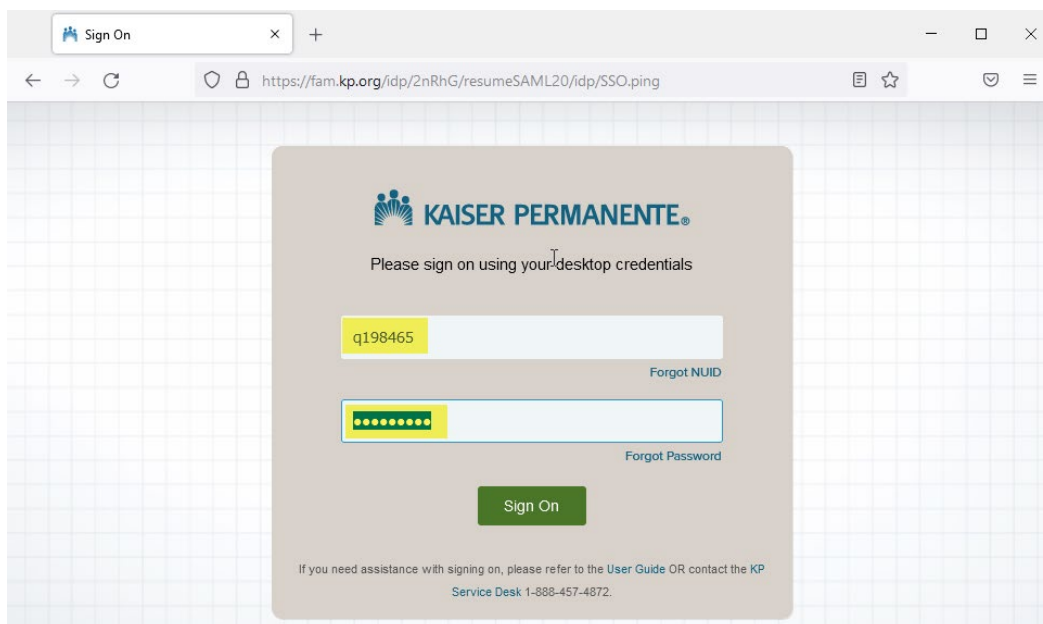 Sign On
https://fam.kp.org/idp/2nRhG/resumeSAML20/idp/SSO.ping
KAISER PERMANENTE®
Please sign on using your desktop credentials
q198465
Forgot NUID
•••••••••
Forgot Password
Sign On
If you need assistance with signing on, please refer to the User Guide OR contact the KP
Service Desk 1-888-457-4872.